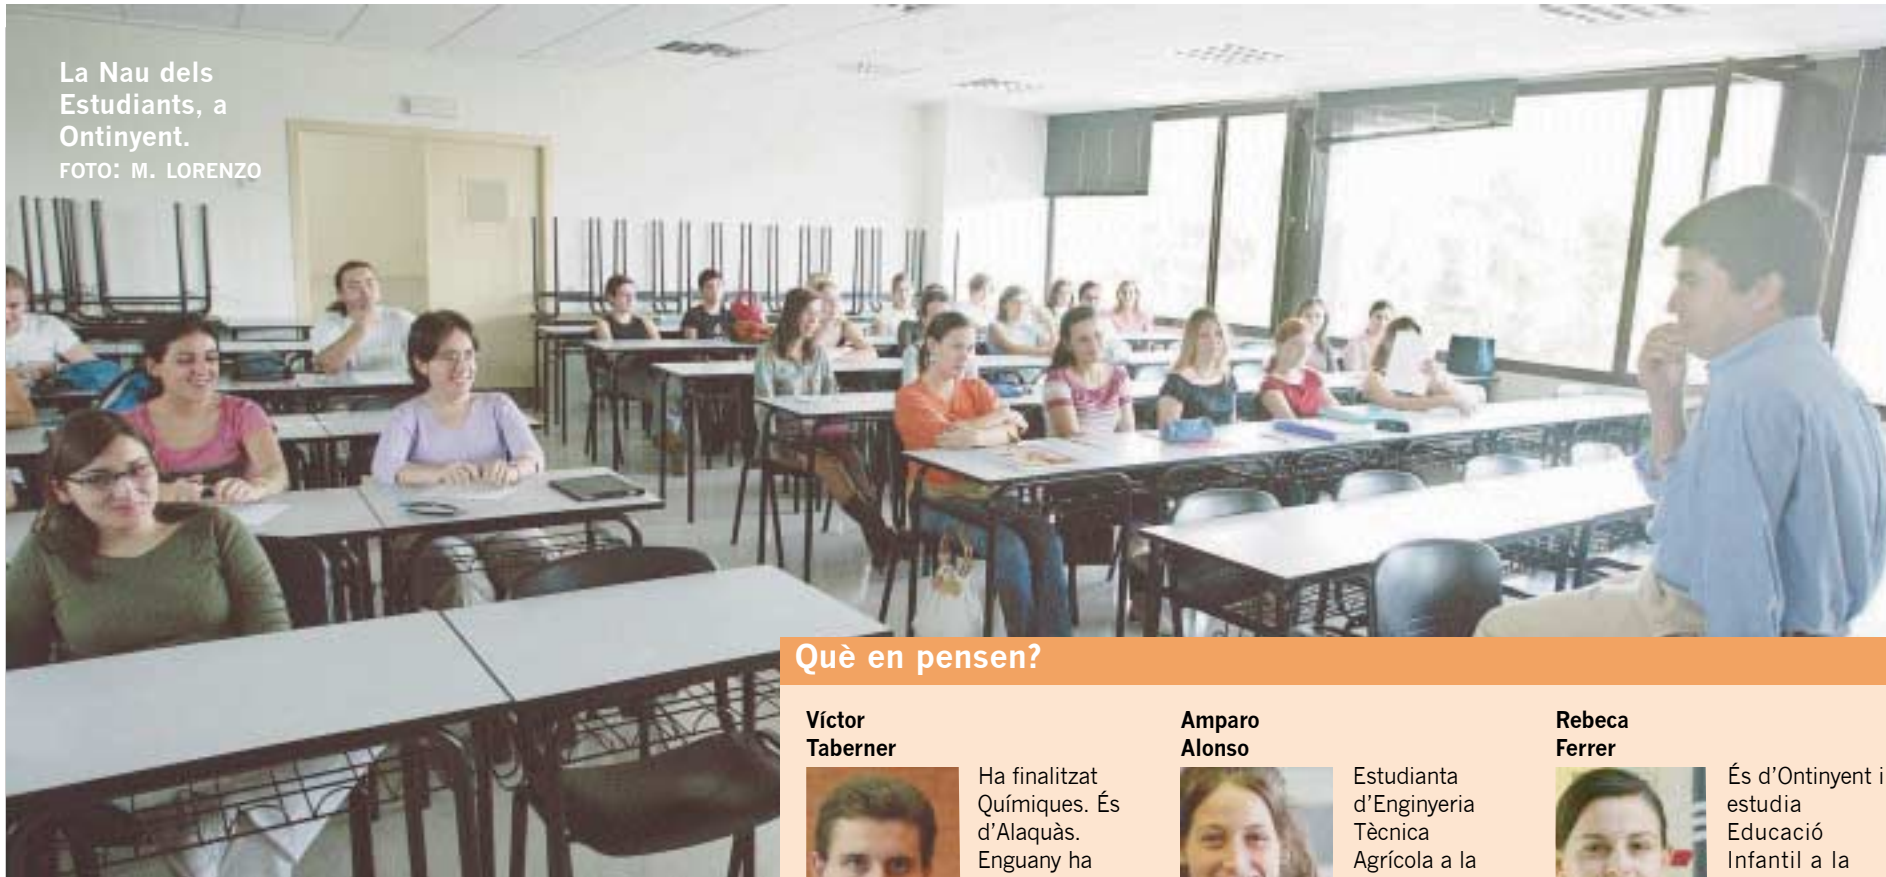 La Nau dels
Estudiants, a
Ontinyent.
FOTO: M. LORENZO
Què en pensen?
Víctor
Taberner
Ha finalitzat
Químiques. És
d'Alaquàs.
Enguany ha
Amparo
Alonso
Estudianta
d'Enginyeria
Tècnica
Agrícola a la
Rebeca
Ferrer
És d'Ontinyent i
estudia
Educació
Infantil a la